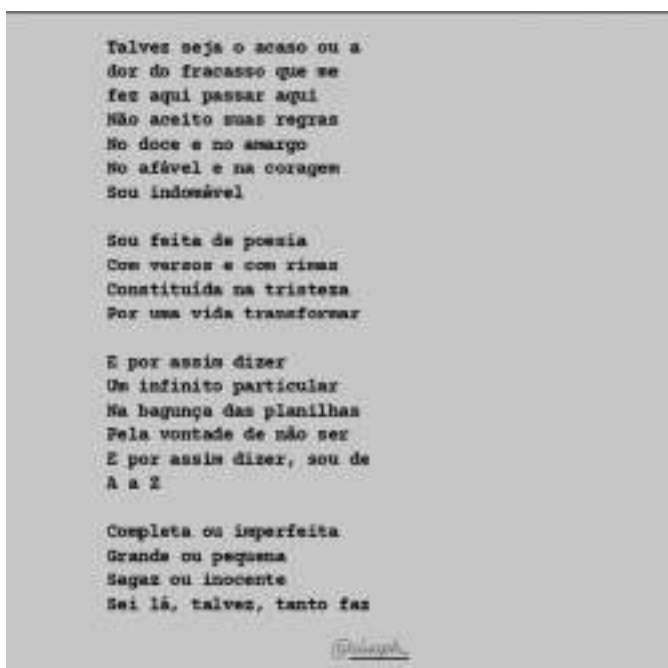 Talvez seja o acaso ou a
dor do fracasso que me
fez aqui passar aqui
Não aceito suas regras
No doce e no amargo
No afável e na coragem
Sou indomável
Sou feita de poesia
Com versos e com rimas
Constituída na tristeza
Por uma vida transformar
E por assim dizer
Um infinito particular
Na bagunça das planilhas
Pela vontade de não ser
E por assim dizer, sou de
A a Z
Completa ou imperfeita
Grande ou pequena
Sagaz ou inocente
Sei lá, talvez, tanto faz